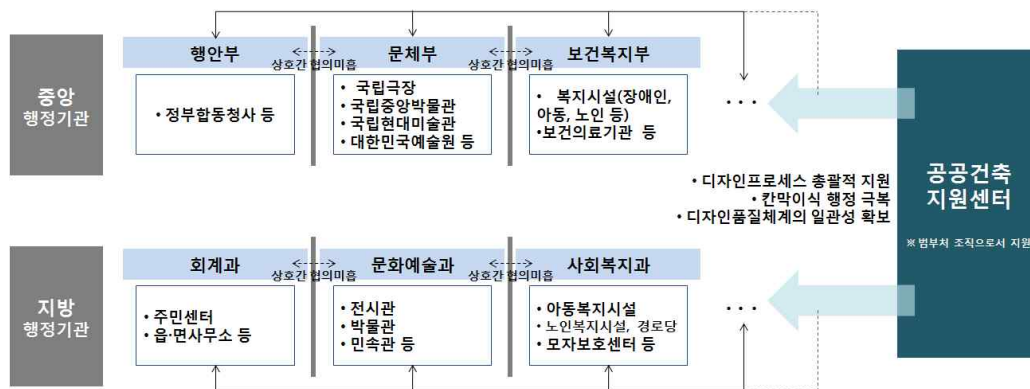 중앙
행정기관
행안부
• 정부합동청사 등
상호간 협의미흡
문체부
• 국립극장
• 국립중앙박물관
• 국립현대미술관
• 대한민국예술원 등
상호간 협의미흡
보건복지부
• 복지시설(장애인,
아동, 노인 등)
•보건의료기관 등
• • •
• 디자인프로세스 총괄적 지원
• 칸막이식 행정 극복
• 디자인품질체계의 일관성 확보
공공건축
지원센터
※ 범부처 조직으로서 지원
지방
행정기관
회계과
• 주민센터
• 읍·면사무소 등
상호간 협의미흡
문화예술과
• 전시관
• 박물관
• 민속관 등
상호간 협의미흡
사회복지과
• 아동복지시설
• 노인복지시설, 경로당
• 모자보호센터 등
• • •